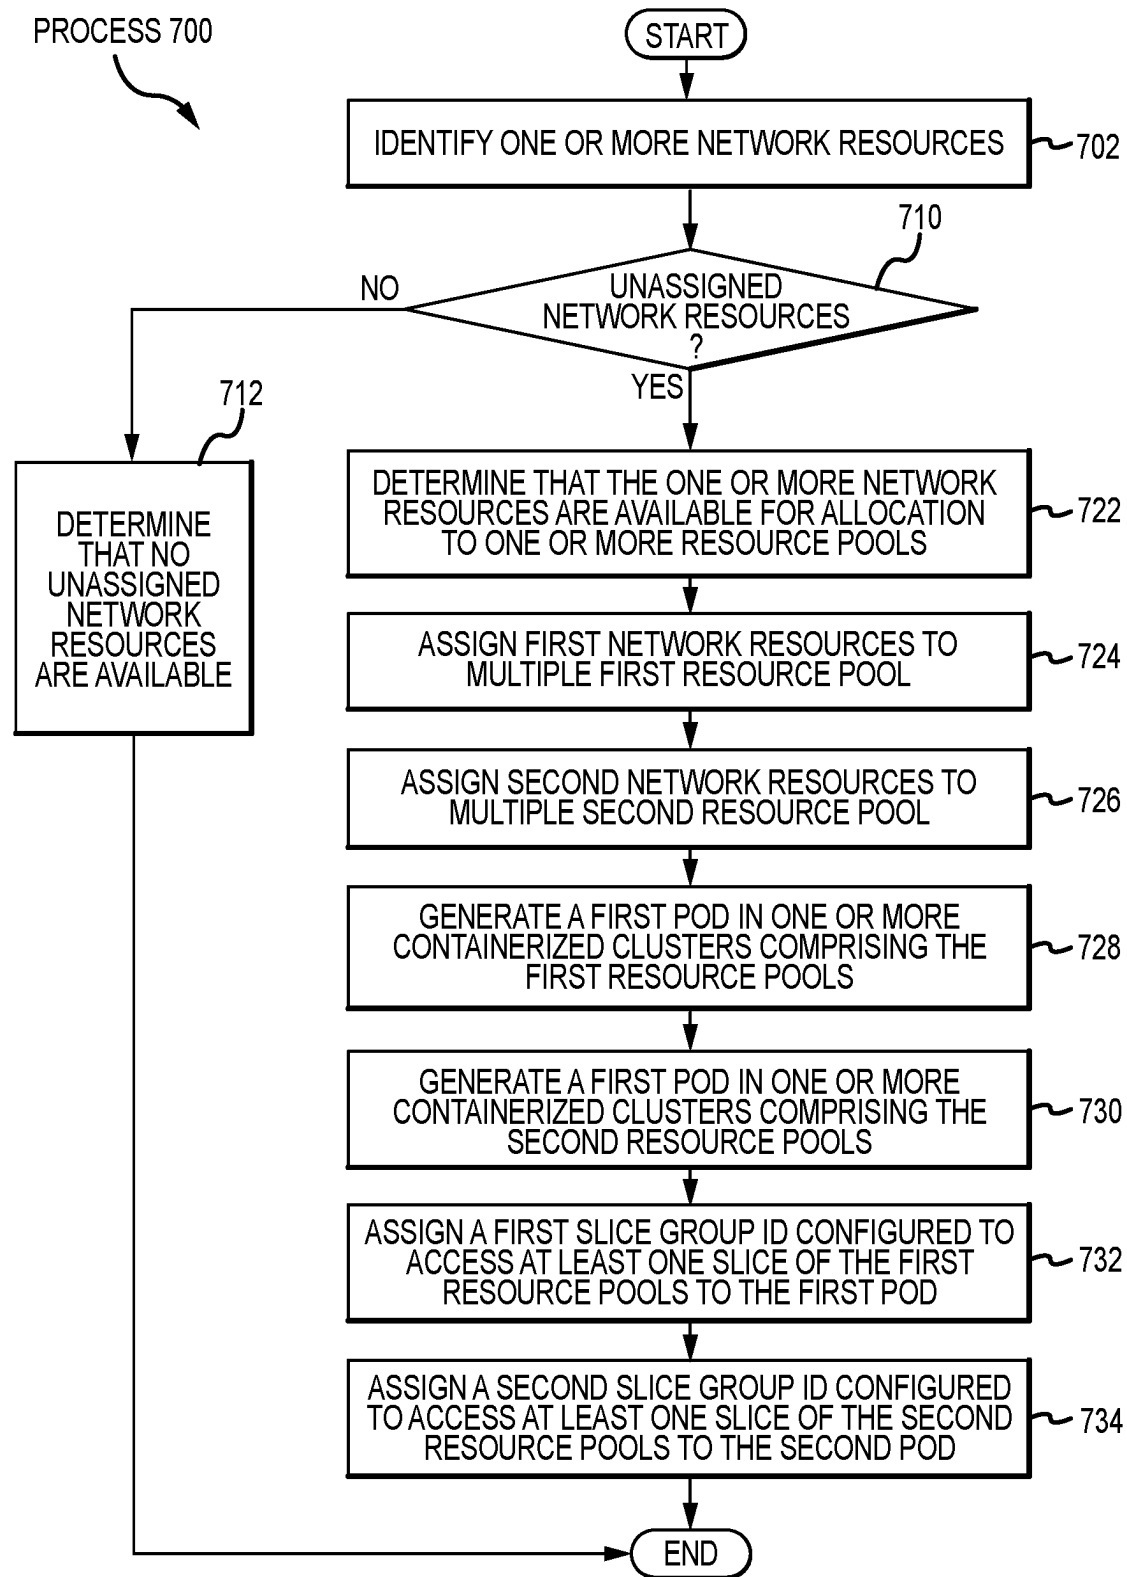 PROCESS 700
START
IDENTIFY ONE OR MORE NETWORK RESOURCES
702
710
UNASSIGNED
NETWORK RESOURCES
?
NO
YES
712
DETERMINE
THAT NO
UNASSIGNED
NETWORK
RESOURCES
ARE AVAILABLE
DETERMINE THAT THE ONE OR MORE NETWORK
RESOURCES ARE AVAILABLE FOR ALLOCATION
TO ONE OR MORE RESOURCE POOLS
722
ASSIGN FIRST NETWORK RESOURCES TO
MULTIPLE FIRST RESOURCE POOL
724
ASSIGN SECOND NETWORK RESOURCES TO
MULTIPLE SECOND RESOURCE POOL
726
GENERATE A FIRST POD IN ONE OR MORE
CONTAINERIZED CLUSTERS COMPRISING THE
FIRST RESOURCE POOLS
728
GENERATE A FIRST POD IN ONE OR MORE
CONTAINERIZED CLUSTERS COMPRISING THE
SECOND RESOURCE POOLS
730
ASSIGN A FIRST SLICE GROUP ID CONFIGURED TO
ACCESS AT LEAST ONE SLICE OF THE FIRST
RESOURCE POOLS TO THE FIRST POD
732
ASSIGN A SECOND SLICE GROUP ID CONFIGURED
TO ACCESS AT LEAST ONE SLICE OF THE SECOND
RESOURCE POOLS TO THE SECOND POD
734
END